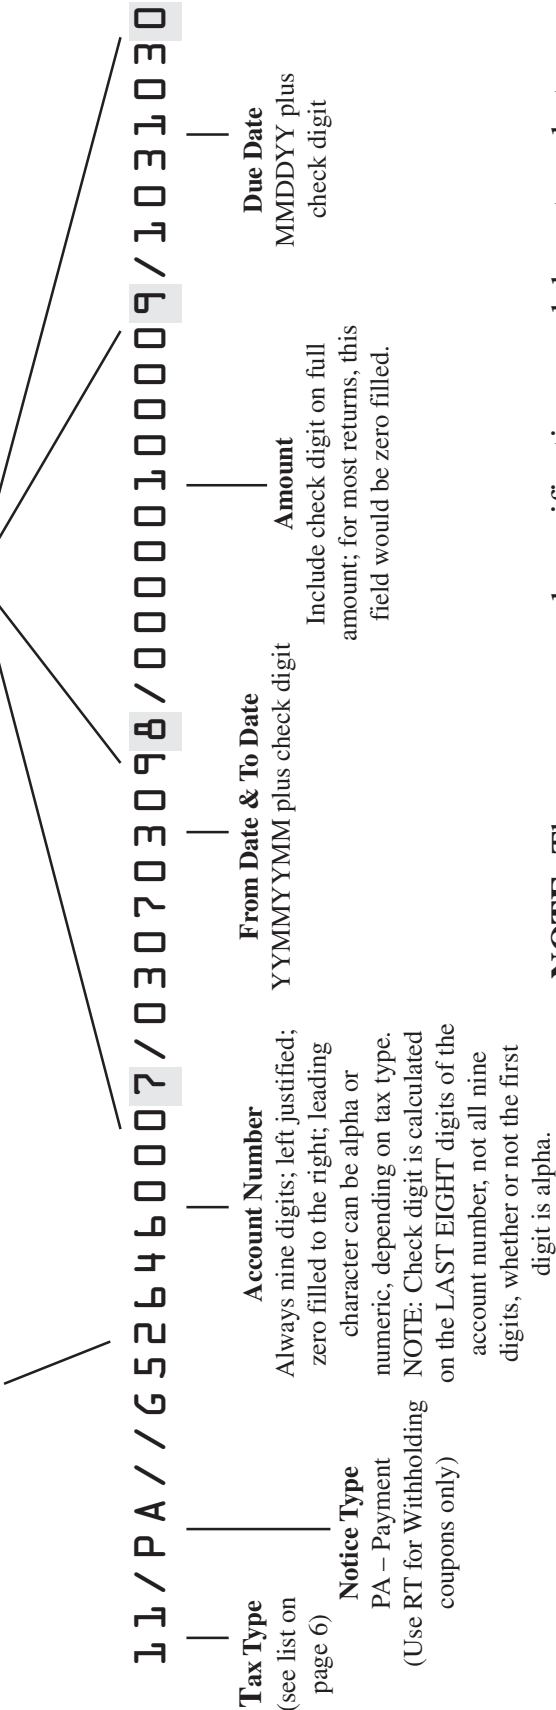 11/PA//G526460007/030703098/00000100009/1031030
Tax Type
(see list on
page 6)
Notice Type
PA – Payment
(Use RT for Withholding
coupons only)
Account Number
Always nine digits; left justified;
zero filled to the right; leading
character can be alpha or
numeric, depending on tax type.
NOTE: Check digit is calculated
on the LAST EIGHT digits of the
account number, not all nine
digits, whether or not the first
digit is alpha.
From Date & To Date
YYMMYYMM plus check digit
Amount
Include check digit on full
amount; for most returns, this
field would be zero filled.
Due Date
MMDDYY plus
check digit